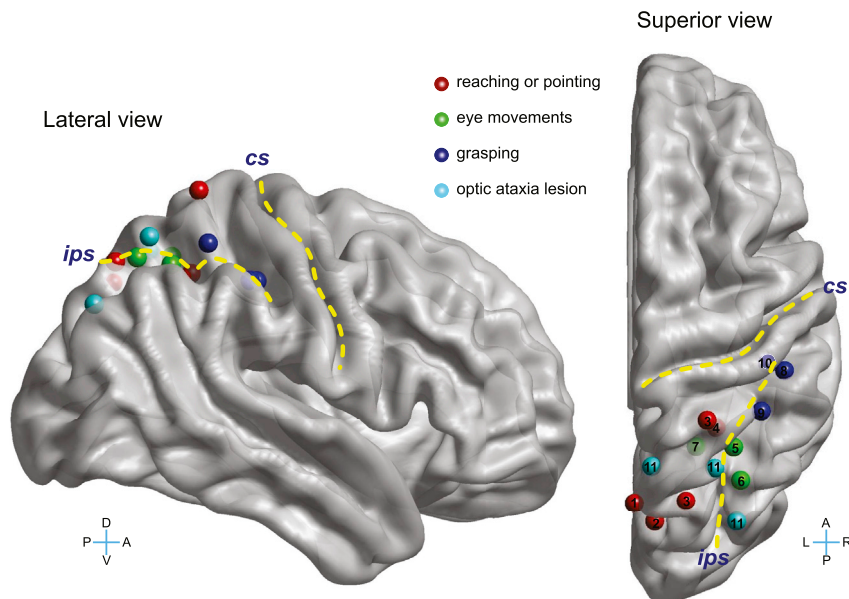 Superior view
reaching or pointing
Lateral view
eye movements
cs
grasping
optic ataxia lesion
ips
cs
10
8
9
3
4
7
5
11
11
6
1
3
2
11
D
P A
V
ips
A
L R
P